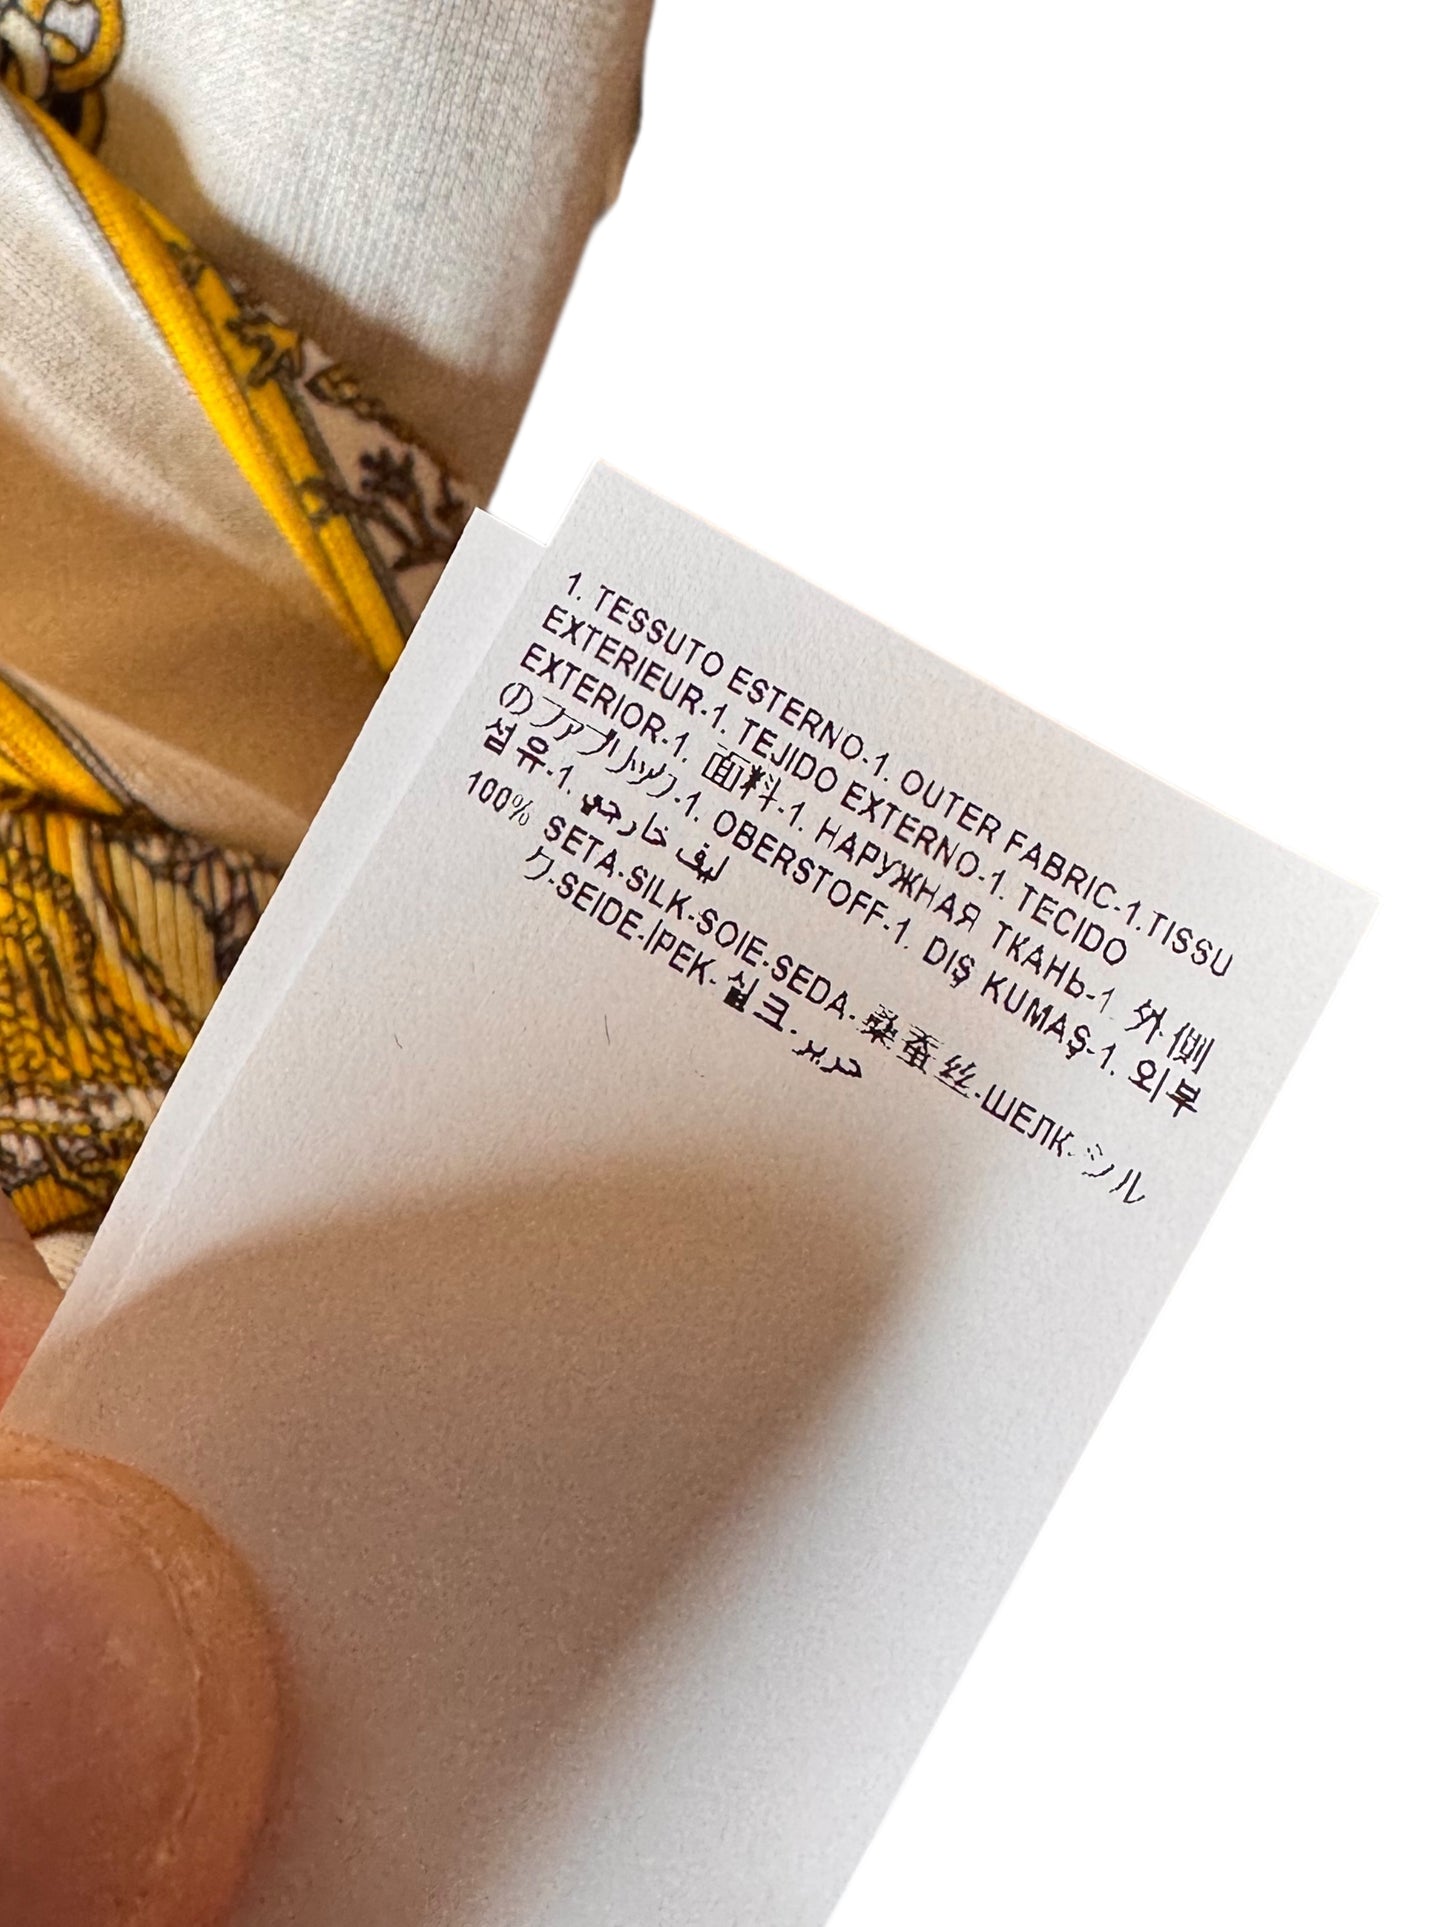 1. TESSUTO ESTERNO-1. OUTER FABRIC-1.TISSU
EXTERIEUR-1. TEJIDO EXTERNO-1. TECIDO
EXTERIOR-1. 面料-1. НАРУЖНАЯ ТКАНЬ-1. 外側
のファブリック-1. OBERSTOFF-1. DIŞ KUMAŞ-1. 외부
섬유-1. ليف خارجي
100% SETA-SILK-SOIE-SEDA-桑蚕丝-ШЕЛК-シル
ク-SEIDE-İPEK-실크-حرير